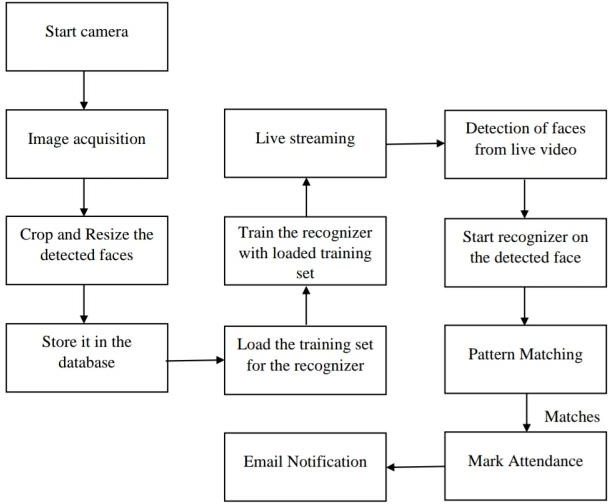 Start camera
Image acquisition
Crop and Resize the
detected faces
Store it in the
database
Load the training set
for the recognizer
Train the recognizer
with loaded training
set
Live streaming
Detection of faces
from live video
Start recognizer on
the detected face
Pattern Matching
Matches
Mark Attendance
Email Notification